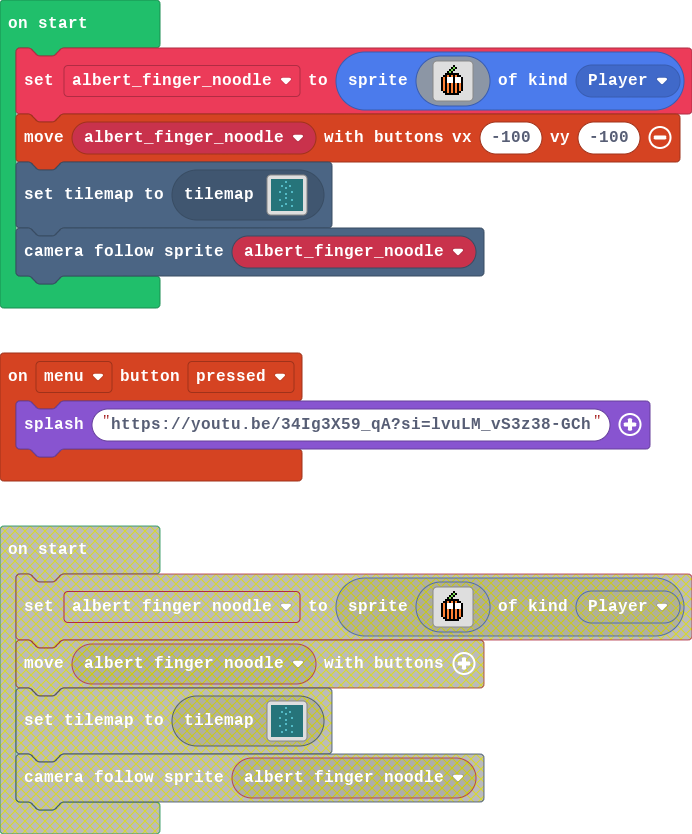 on start
set albert_finger_noodle to sprite of kind Player
move albert_finger_noodle with buttons vx -100 vy -100
set tilemap to tilemap
camera follow sprite albert_finger_noodle
on menu button pressed
splash "https://youtu.be/34Ig3X59_qA?si=lvuLM_vS3z38-GCh"
on start
set albert finger noodle to sprite of kind Player
move albert finger noodle with buttons
set tilemap to tilemap
camera follow sprite albert finger noodle